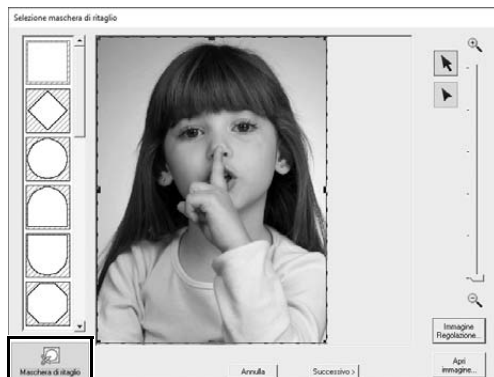 Selezione maschera di ritaglio
Immagine
Regolazione...
Maschera di ritaglio
Annulla
Successivo >
Apri
immagine...